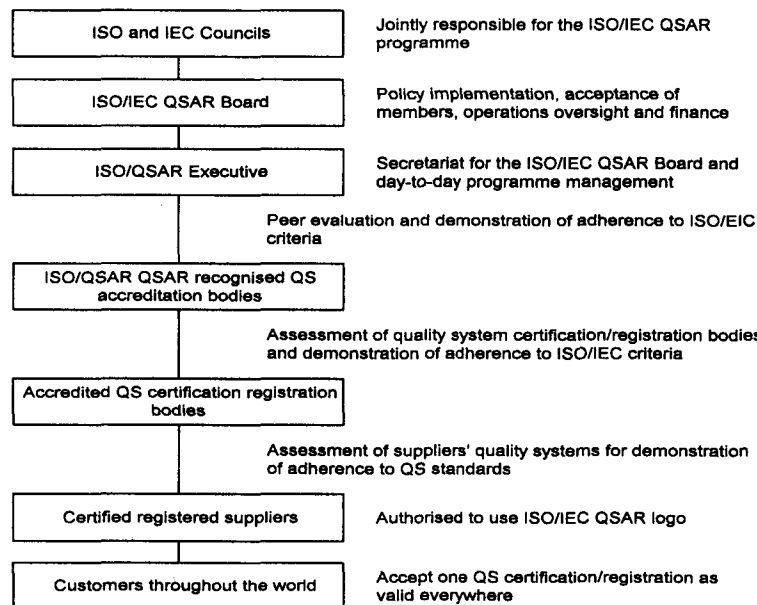 ISO and IEC Councils
Jointly responsible for the ISO/IEC QSAR
programme
ISO/IEC QSAR Board
Policy implementation, acceptance of
members, operations oversight and finance
ISO/QSAR Executive
Secretariat for the ISO/IEC QSAR Board and
day-to-day programme management
Peer evaluation and demonstration of adherence to ISO/EIC
criteria
ISO/QSAR QSAR recognised QS
accreditation bodies
Assessment of quality system certification/registration bodies
and demonstration of adherence to ISO/IEC criteria
Accredited QS certification registration
bodies
Assessment of suppliers' quality systems for demonstration
of adherence to QS standards
Certified registered suppliers
Authorised to use ISO/IEC QSAR logo
Customers throughout the world
Accept one QS certification/registration as
valid everywhere